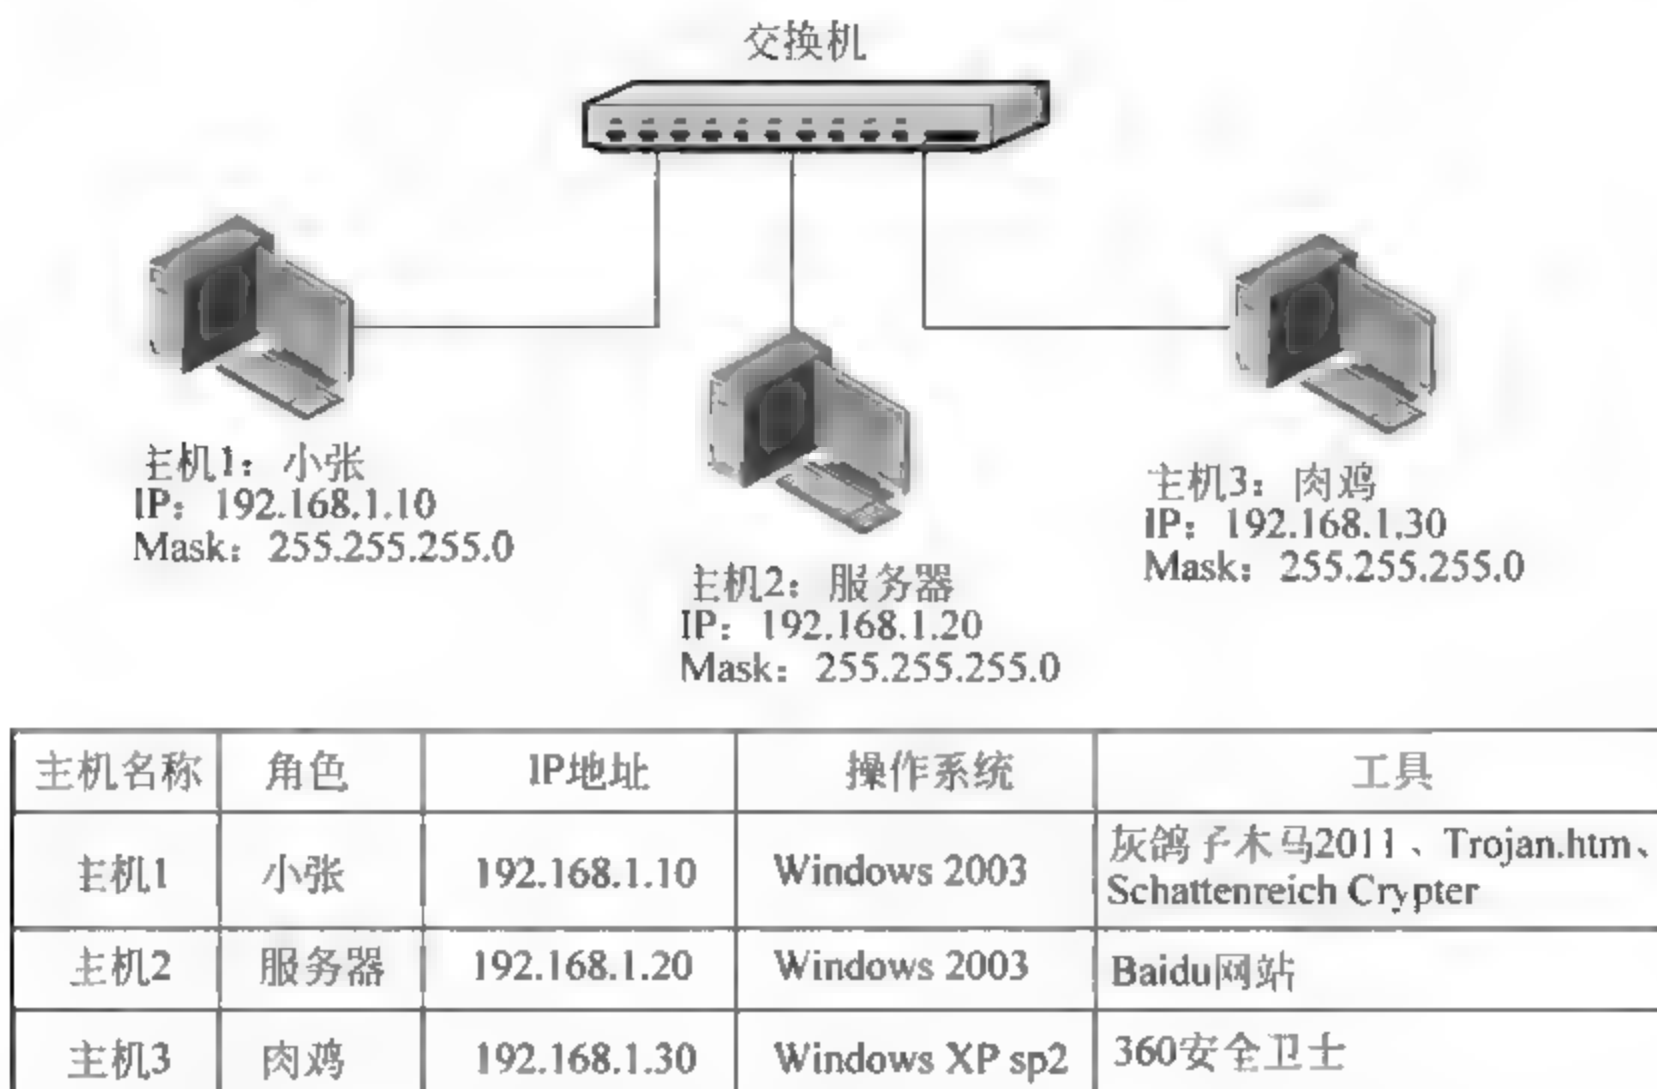 交换机
主机1：小张
IP：192.168.1.10
Mask：255.255.255.0
主机2：服务器
IP：192.168.1.20
Mask：255.255.255.0
主机3：肉鸡
IP：192.168.1.30
Mask：255.255.255.0
主机名称 角色 IP地址 操作系统 工具
主机1 小张 192.168.1.10 Windows 2003 灰鸽子木马2011、Trojan.htm、
Schattenreich Crypter
主机2 服务器 192.168.1.20 Windows 2003 Baidu网站
主机3 肉鸡 192.168.1.30 Windows XP sp2 360安全卫士